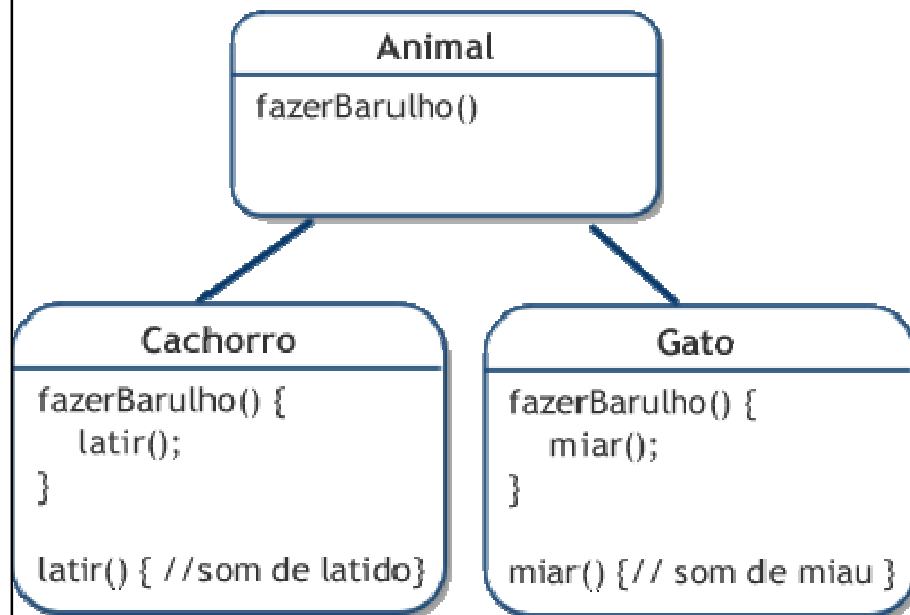 Animal
fazerBarulho()
Cachorro
fazerBarulho() {
latir();
}
latir() { //som de latido}
Gato
fazerBarulho() {
miar();
}
miar() {// som de miau }